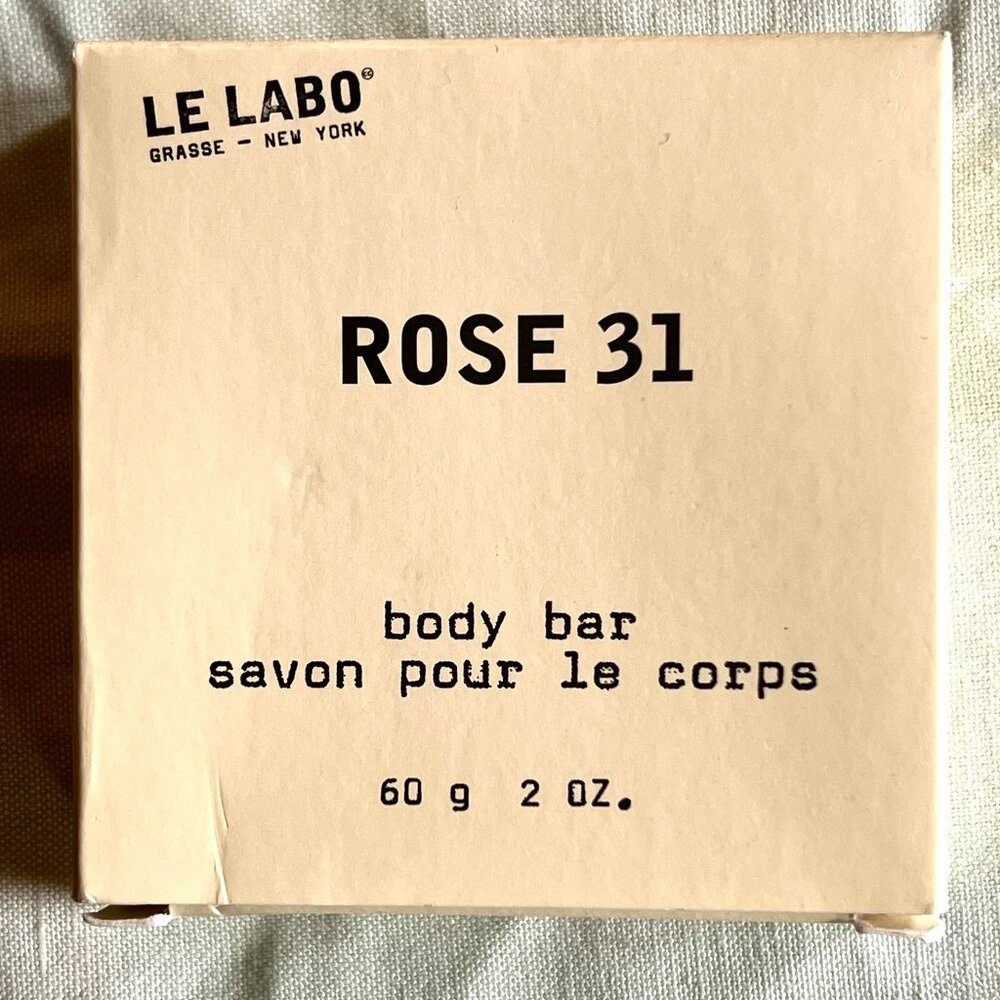 LE LABO
GRASSE — NEW YORK
ROSE 31
body bar
savon pour le corps
60 g 2 OZ.